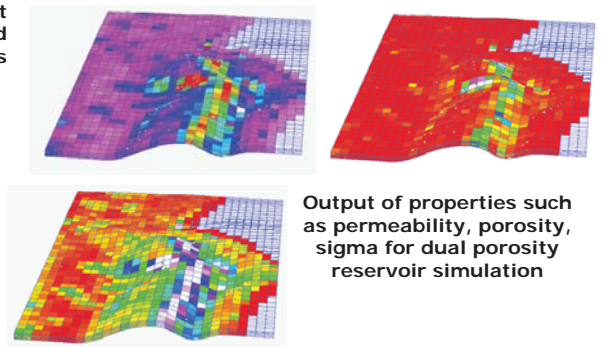 t
d
s
Output of properties such
as permeability, porosity,
sigma for dual porosity
reservoir simulation